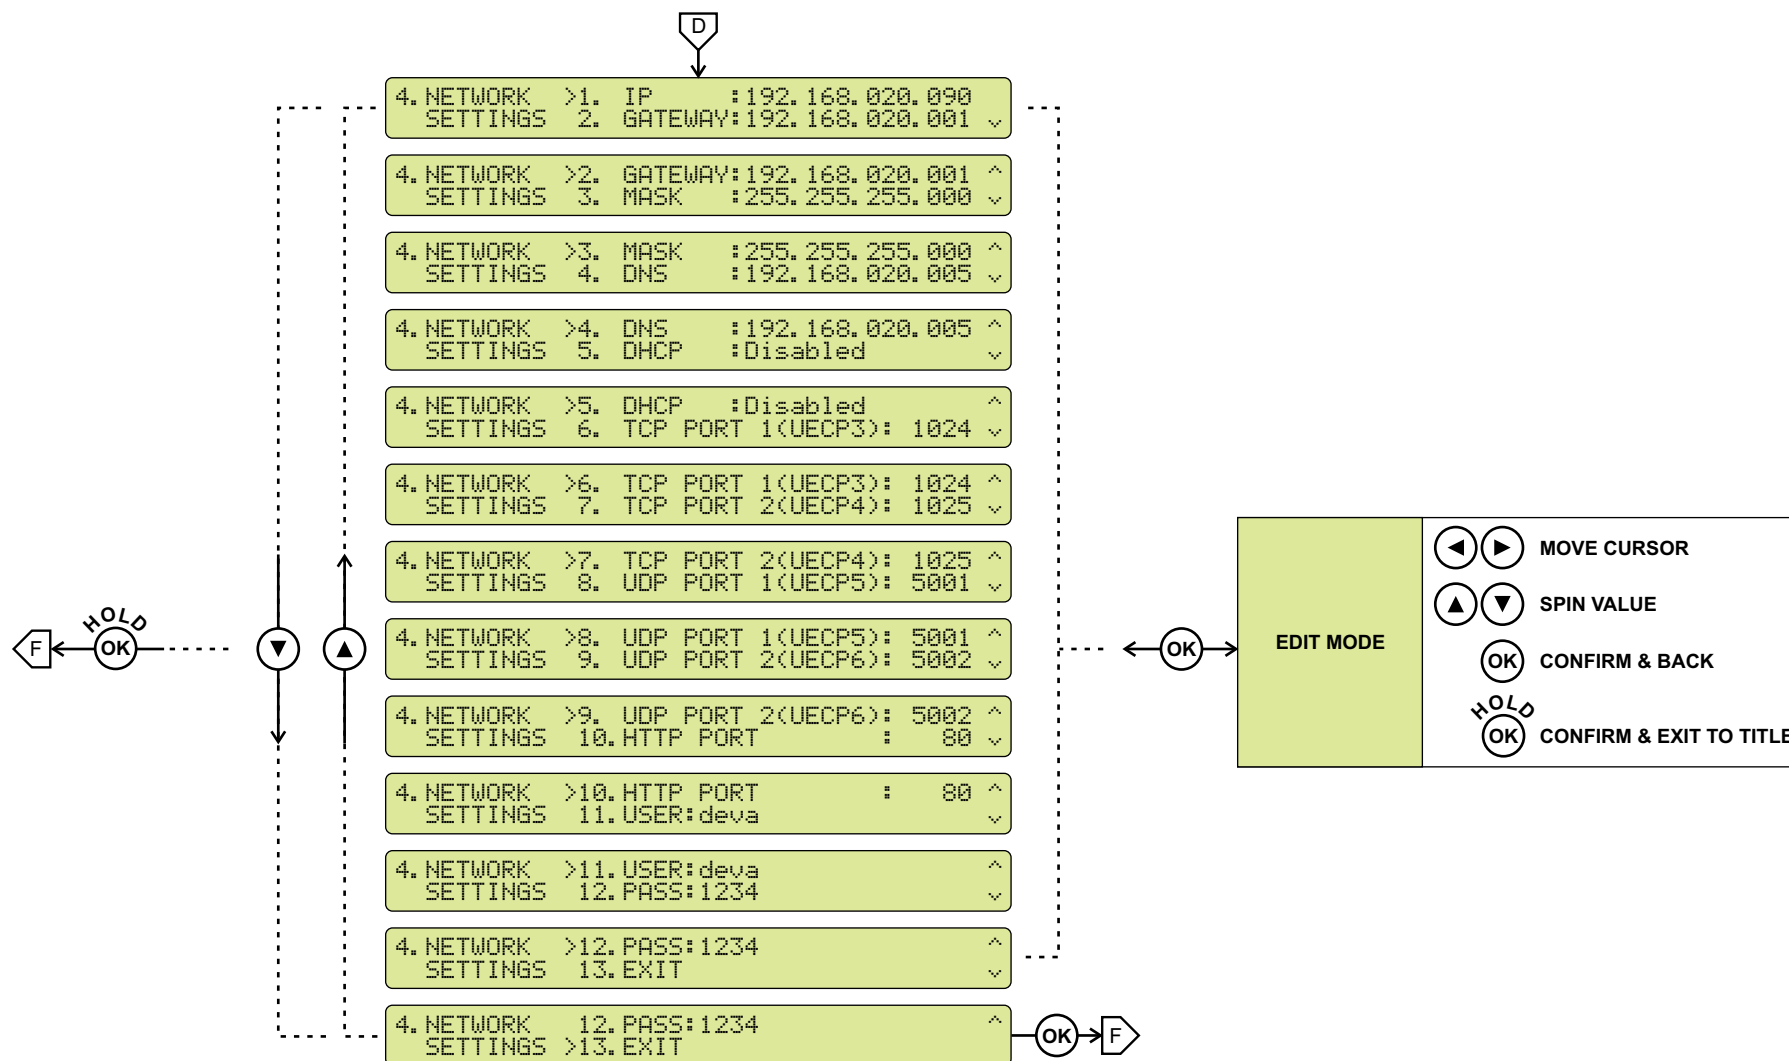 D
4. NETWORK >1. IP :192.168.020.090
SETTINGS 2. GATEWAY:192.168.020.001
4. NETWORK >2. GATEWAY:192.168.020.001 ^
SETTINGS 3. MASK :255.255.255.000
4. NETWORK >3. MASK :255.255.255.000 ^
SETTINGS 4. DNS :192.168.020.005
4. NETWORK >4. DNS :192.168.020.005 ^
SETTINGS 5. DHCP :Disabled
4. NETWORK >5. DHCP :Disabled ^
SETTINGS 6. TCP PORT 1(UECP3): 1024
4. NETWORK >6. TCP PORT 1(UECP3): 1024 ^
SETTINGS 7. TCP PORT 2(UECP4): 1025
4. NETWORK >7. TCP PORT 2(UECP4): 1025 ^
SETTINGS 8. UDP PORT 1(UECP5): 5001
4. NETWORK >8. UDP PORT 1(UECP5): 5001 ^
SETTINGS 9. UDP PORT 2(UECP6): 5002
4. NETWORK >9. UDP PORT 2(UECP6): 5002 ^
SETTINGS 10. HTTP PORT : 80
4. NETWORK >10. HTTP PORT : 80 ^
SETTINGS 11. USER:deva
4. NETWORK >11. USER:deva ^
SETTINGS 12. PASS:1234
4. NETWORK >12. PASS:1234 ^
SETTINGS 13. EXIT
4. NETWORK 12. PASS:1234 ^
SETTINGS >13. EXIT
F
HOLD
OK
OK
F
OK
EDIT MODE
MOVE CURSOR
SPIN VALUE
OK CONFIRM & BACK
HOLD
OK CONFIRM & EXIT TO TITLE